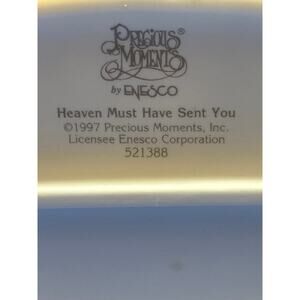 PRECIOUS®
MOMENTS
by ENESCO
Heaven Must Have Sent You
©1997 Precious Moments, Inc.
Licensee Enesco Corporation
521388